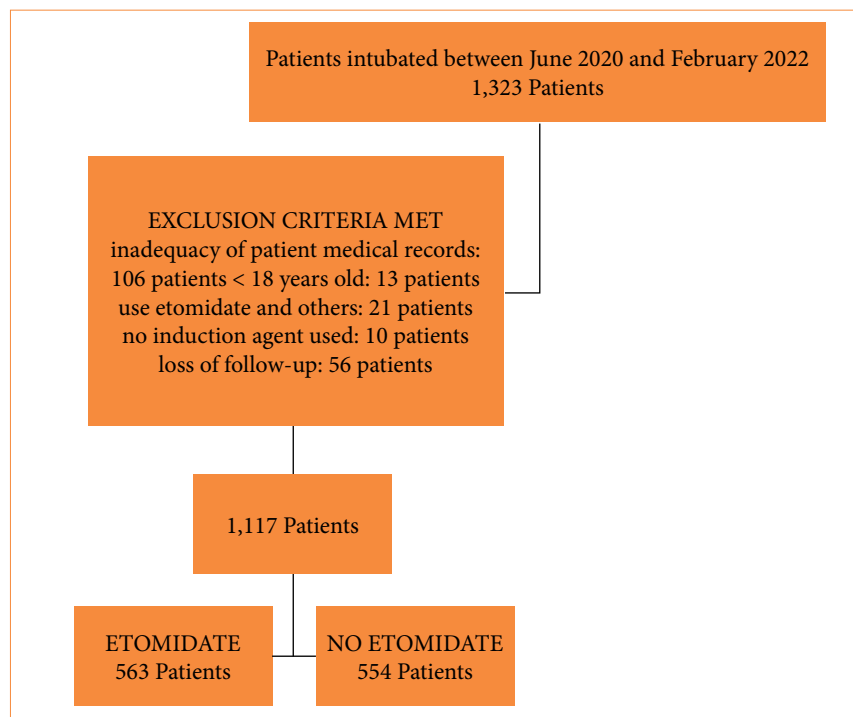 Patients intubated between June 2020 and February 2022
1,323 Patients
EXCLUSION CRITERIA MET
inadequacy of patient medical records:
106 patients < 18 years old: 13 patients
use etomidate and others: 21 patients
no induction agent used: 10 patients
loss of follow-up: 56 patients
1,117 Patients
ETOMIDATE
563 Patients
NO ETOMIDATE
554 Patients